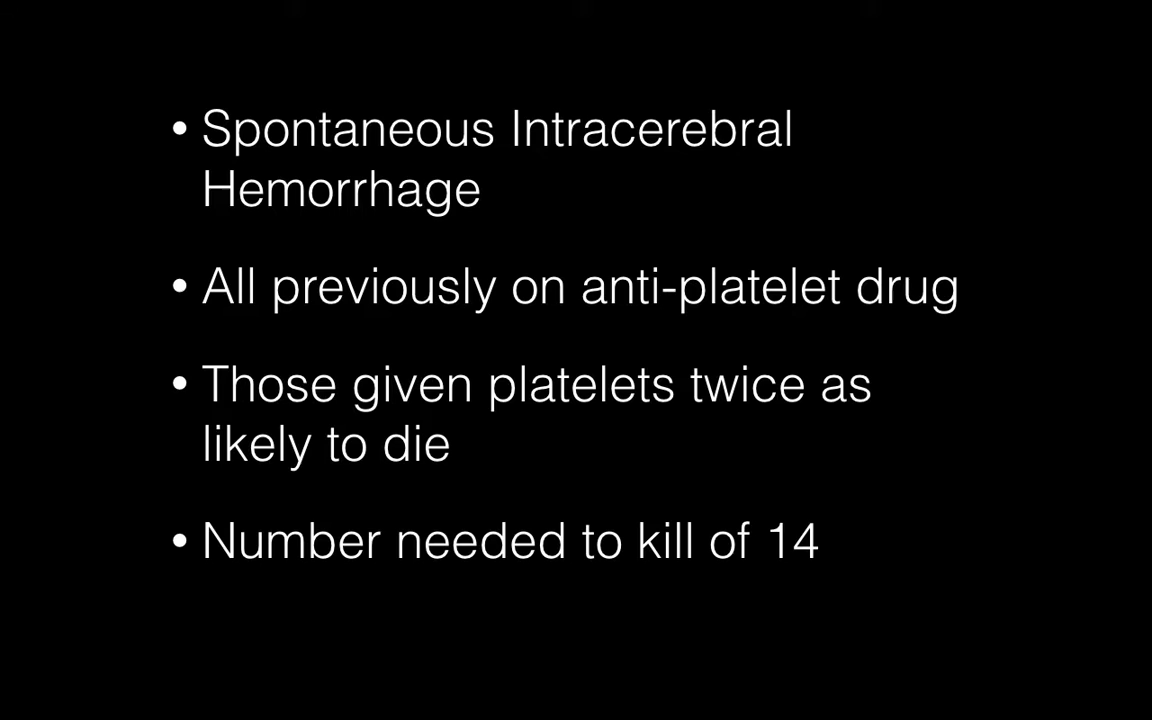 • Spontaneous Intracerebral
Hemorrhage
• All previously on anti-platelet drug
• Those given platelets twice as
likely to die
• Number needed to kill of 14